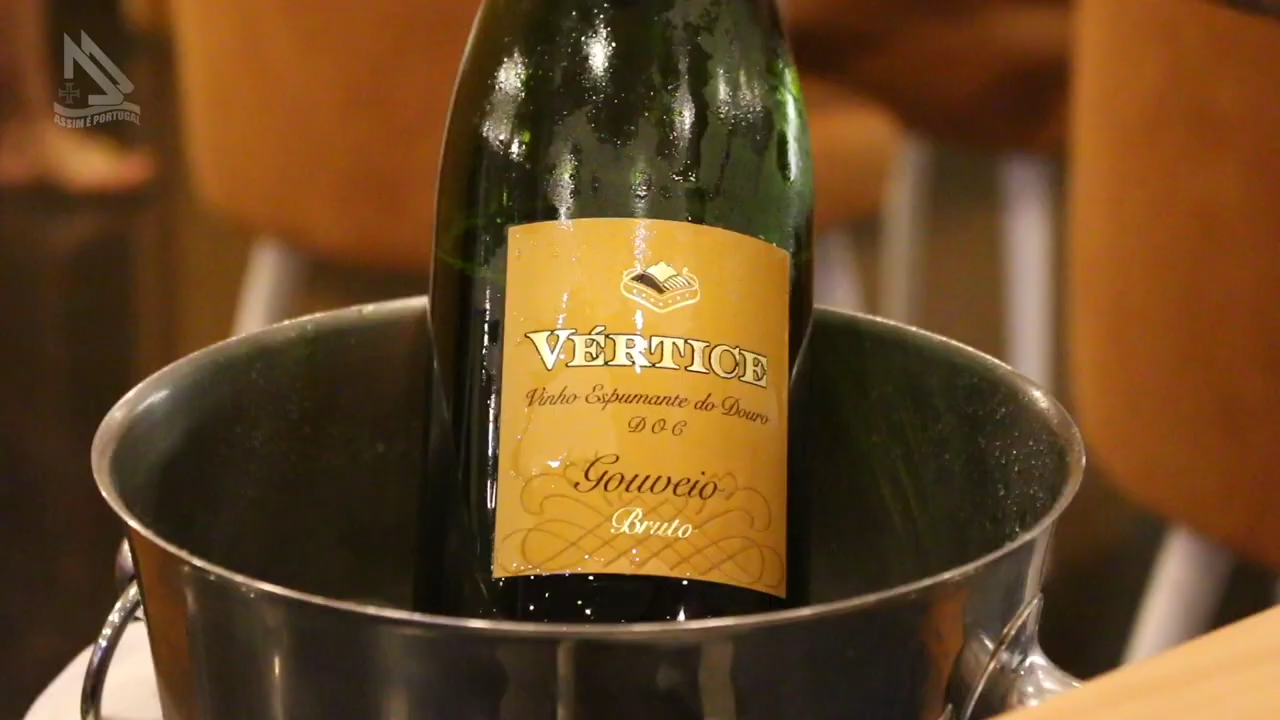 ASSIM É PORTUGAL
VÉRTICE
Vinho Espumante do Douro
DOC
Gouveio
Bruto